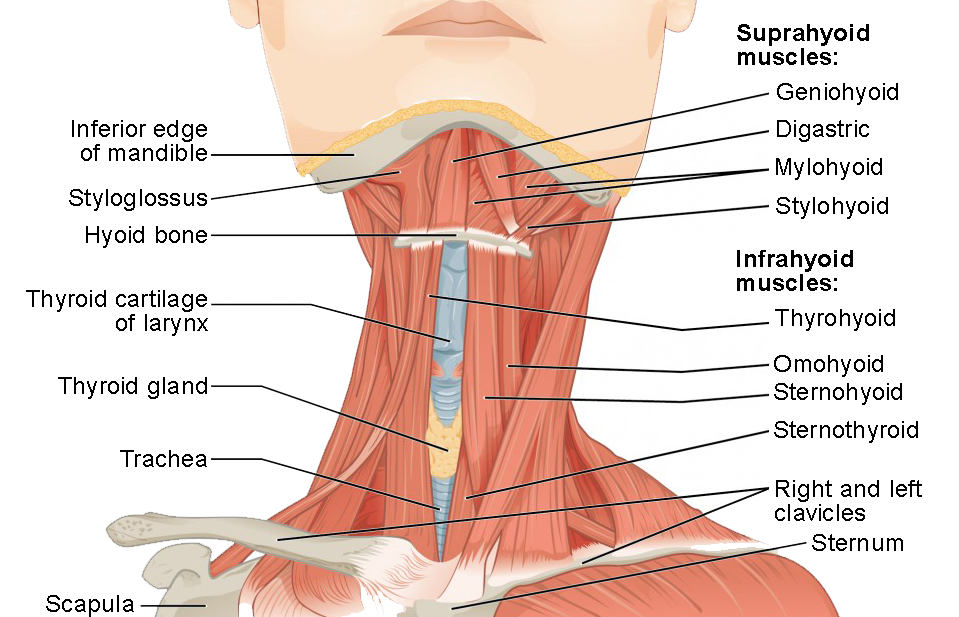 Inferior edge
of mandible
Styloglossus
Hyoid bone
Thyroid cartilage
of larynx
Thyroid gland
Trachea
Scapula
Suprahyoid
muscles:
Geniohyoid
Digastric
Mylohyoid
Stylohyoid
Infrahyoid
muscles:
Thyrohyoid
Omohyoid
Sternohyoid
Sternothyroid
Right and left
clavicles
Sternum